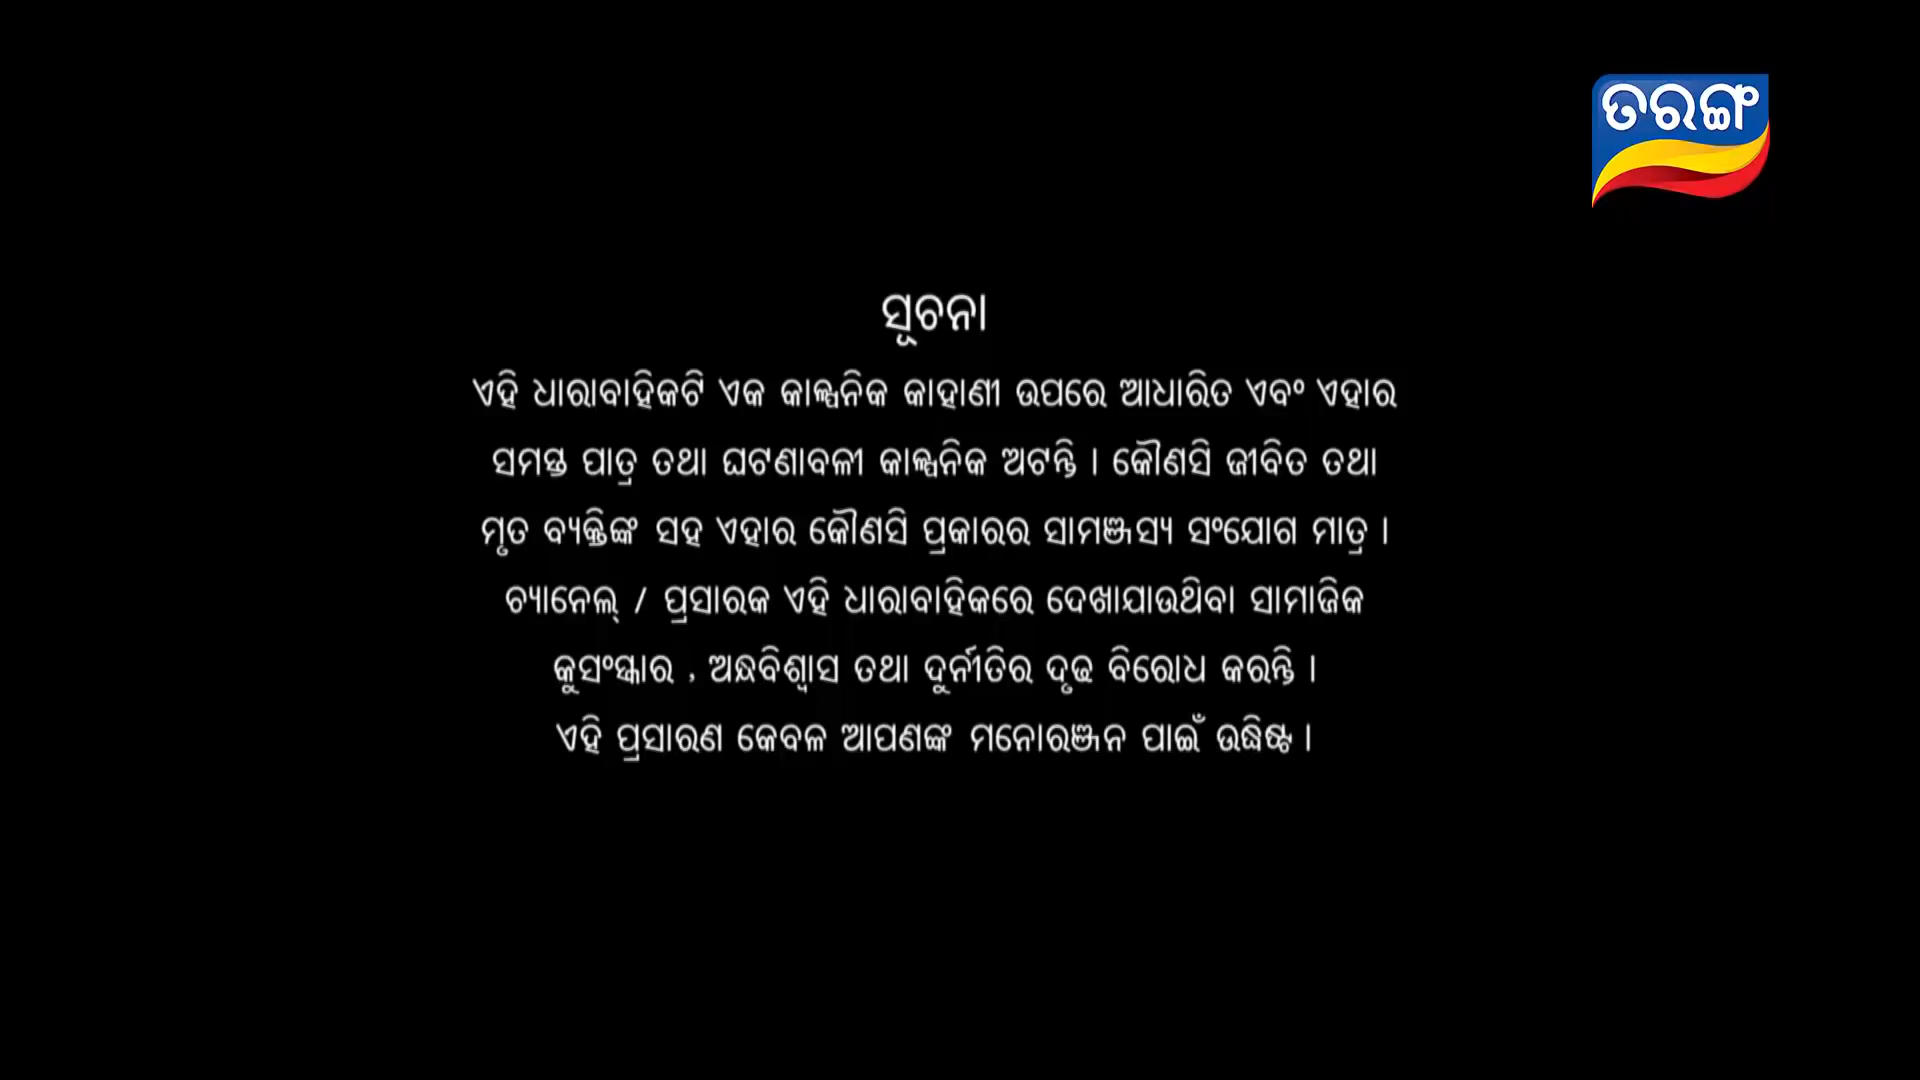 ତରଙ୍ଗ
ସୂଚନା
ଏହି ଧାରାବାହିକଟି ଏକ କାଳ୍ପନିକ କାହାଣୀ ଉପରେ ଆଧାରିତ ଏବଂ ଏହାର
ସମସ୍ତ ପାତ୍ର ତଥା ଘଟଣାବଳୀ କାଳ୍ପନିକ ଅଟନ୍ତି । କୌଣସି ଜୀବିତ ତଥା
ମୃତ ବ୍ୟକ୍ତିଙ୍କ ସହ ଏହାର କୌଣସି ପ୍ରକାରର ସାମଞ୍ଜସ୍ୟ ସଂଯୋଗ ମାତ୍ର ।
ଚ୍ୟାନେଲ୍ / ପ୍ରସାରକ ଏହି ଧାରାବାହିକରେ ଦେଖାଯାଉଥିବା ସାମାଜିକ
କୁସଂସ୍କାର , ଅନ୍ଧବିଶ୍ୱାସ ତଥା ଦୁର୍ନୀତିର ଦୃଢ ବିରୋଧ କରନ୍ତି ।
ଏହି ପ୍ରସାରଣ କେବଳ ଆପଣଙ୍କ ମନୋରଞ୍ଜନ ପାଇଁ ଉଦ୍ଧିଷ୍ଟ ।